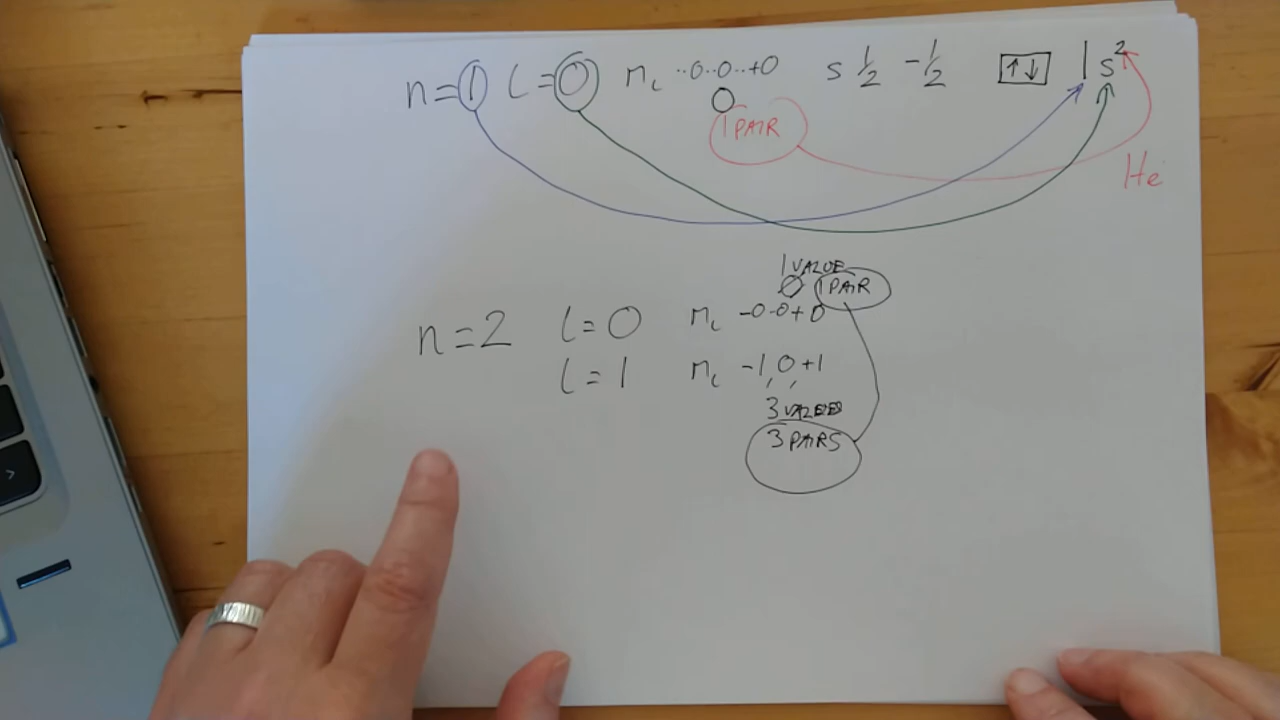 n=1 l=0 mL ..0..0..+0 s 1/2 -1/2 ↑↓ 1s²
0
1 PAIR
He
1 VALUE
0 1 PAIR
n=2 l=0 mL -0-0+0
l=1 mL -1,0+1
3 VALUES
3 PAIRS